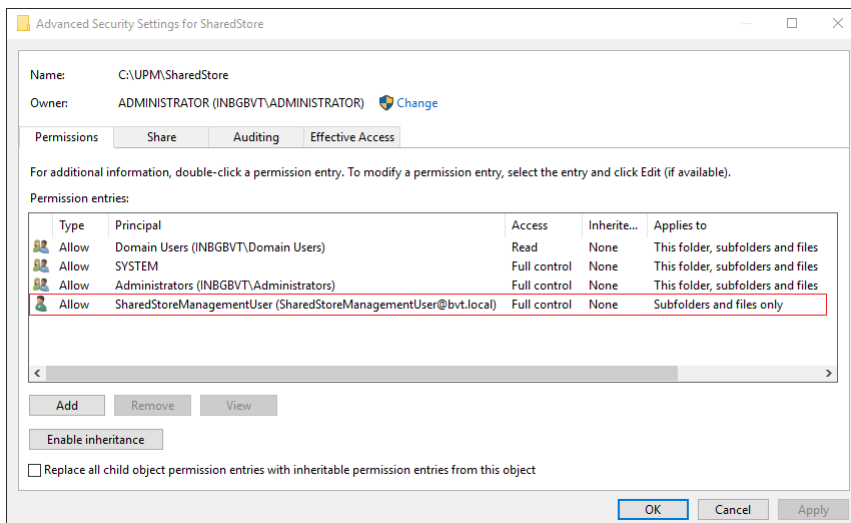 Advanced Security Settings for SharedStore
Name: C:\UPM\SharedStore
Owner: ADMINISTRATOR (INBGBVT\ADMINISTRATOR) Change
Permissions Share Auditing Effective Access
For additional information, double-click a permission entry. To modify a permission entry, select the entry and click Edit (if available).
Permission entries:
Type Principal Access Inherite... Applies to
Allow Domain Users (INBGBVT\Domain Users) Read None This folder, subfolders and files
Allow SYSTEM Full control None This folder, subfolders and files
Allow Administrators (INBGBVT\Administrators) Full control None This folder, subfolders and files
Allow SharedStoreManagementUser (SharedStoreManagementUser@bvt.local) Full control None Subfolders and files only
Add Remove View
Enable inheritance
Replace all child object permission entries with inheritable permission entries from this object
OK Cancel Apply